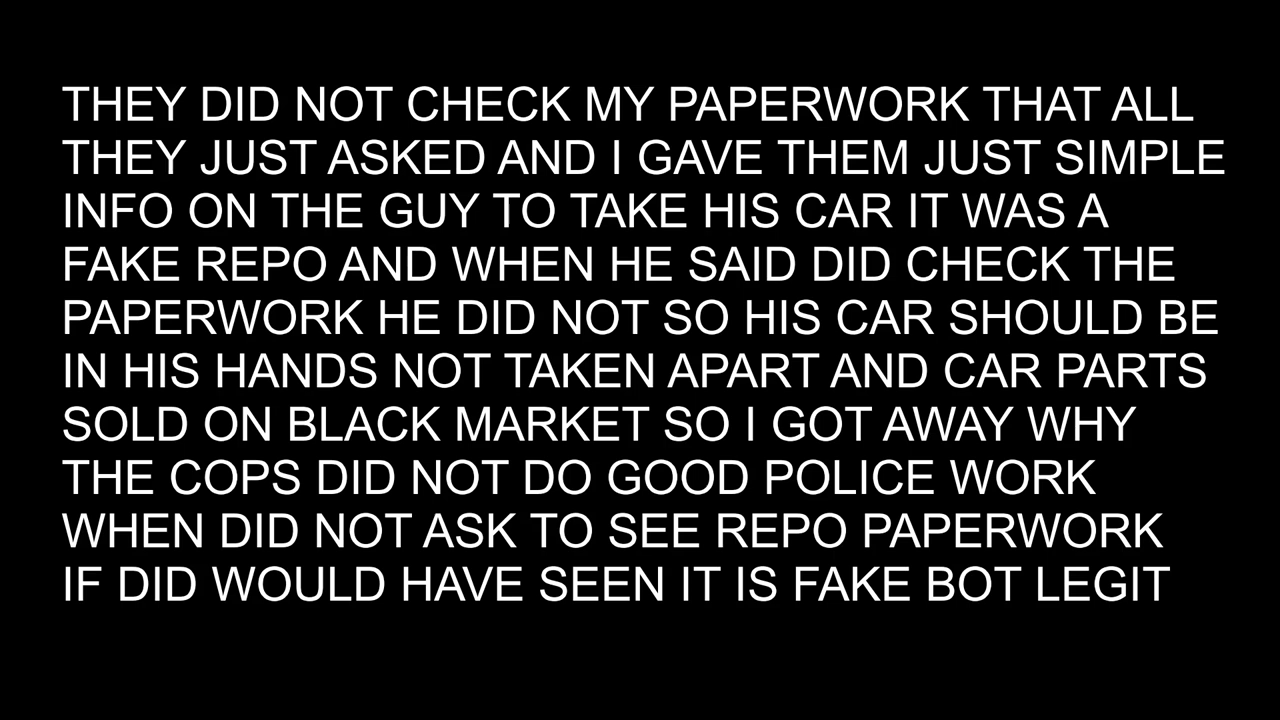 THEY DID NOT CHECK MY PAPERWORK THAT ALL
THEY JUST ASKED AND I GAVE THEM JUST SIMPLE
INFO ON THE GUY TO TAKE HIS CAR IT WAS A
FAKE REPO AND WHEN HE SAID DID CHECK THE
PAPERWORK HE DID NOT SO HIS CAR SHOULD BE
IN HIS HANDS NOT TAKEN APART AND CAR PARTS
SOLD ON BLACK MARKET SO I GOT AWAY WHY
THE COPS DID NOT DO GOOD POLICE WORK
WHEN DID NOT ASK TO SEE REPO PAPERWORK
IF DID WOULD HAVE SEEN IT IS FAKE BOT LEGIT